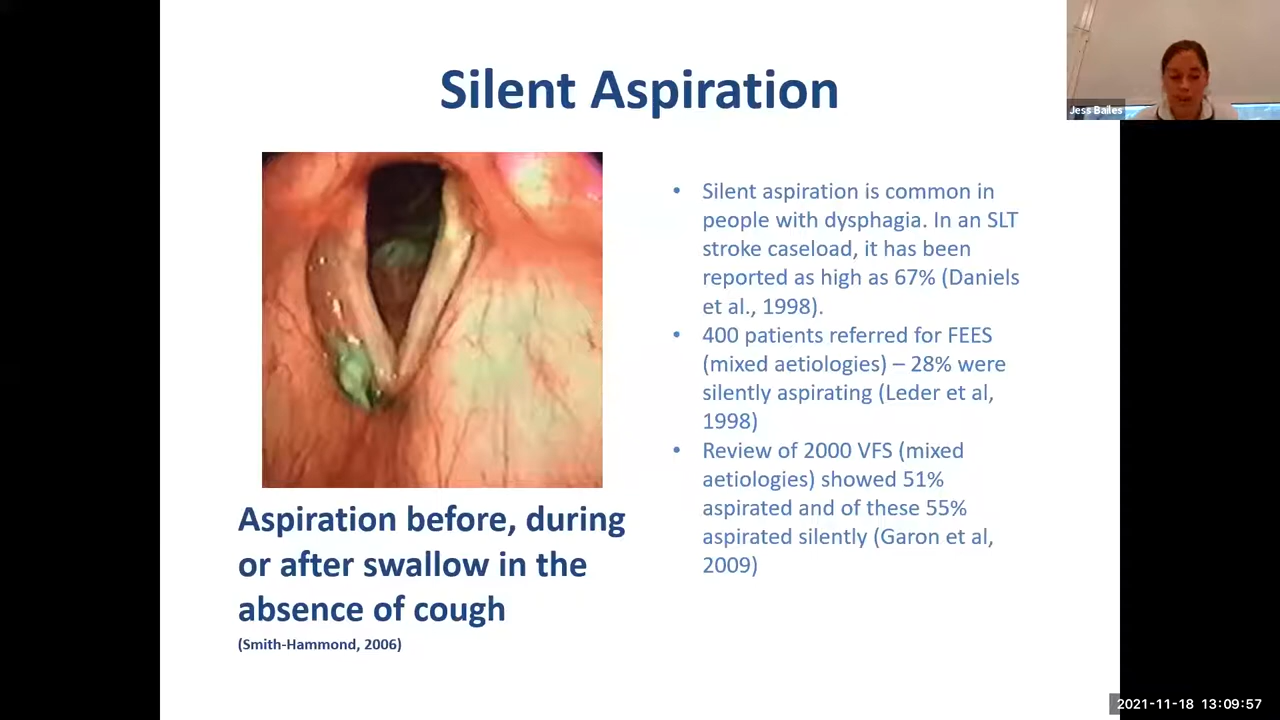 Silent Aspiration
Jess Bailes
• Silent aspiration is common in
people with dysphagia. In an SLT
stroke caseload, it has been
reported as high as 67% (Daniels
et al., 1998).
• 400 patients referred for FEES
(mixed aetiologies) – 28% were
silently aspirating (Leder et al,
1998)
• Review of 2000 VFS (mixed
aetiologies) showed 51%
aspirated and of these 55%
aspirated silently (Garon et al,
2009)
Aspiration before, during
or after swallow in the
absence of cough
(Smith-Hammond, 2006)
2021-11-18 13:09:57